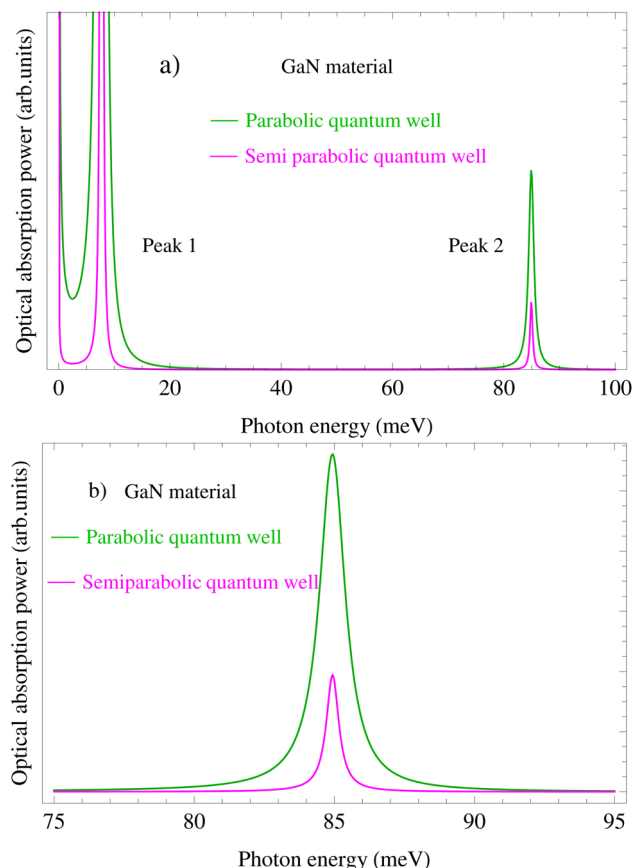 a)
GaN material
Parabolic quantum well
Semi parabolic quantum well
Peak 1
Peak 2
Optical absorption power (arb.units)
0 20 40 60 80 100
Photon energy (meV)
b) GaN material
Parabolic quantum well
Semiparabolic quantum well
Optical absorption power (arb.units)
75 80 85 90 95
Photon energy (meV)